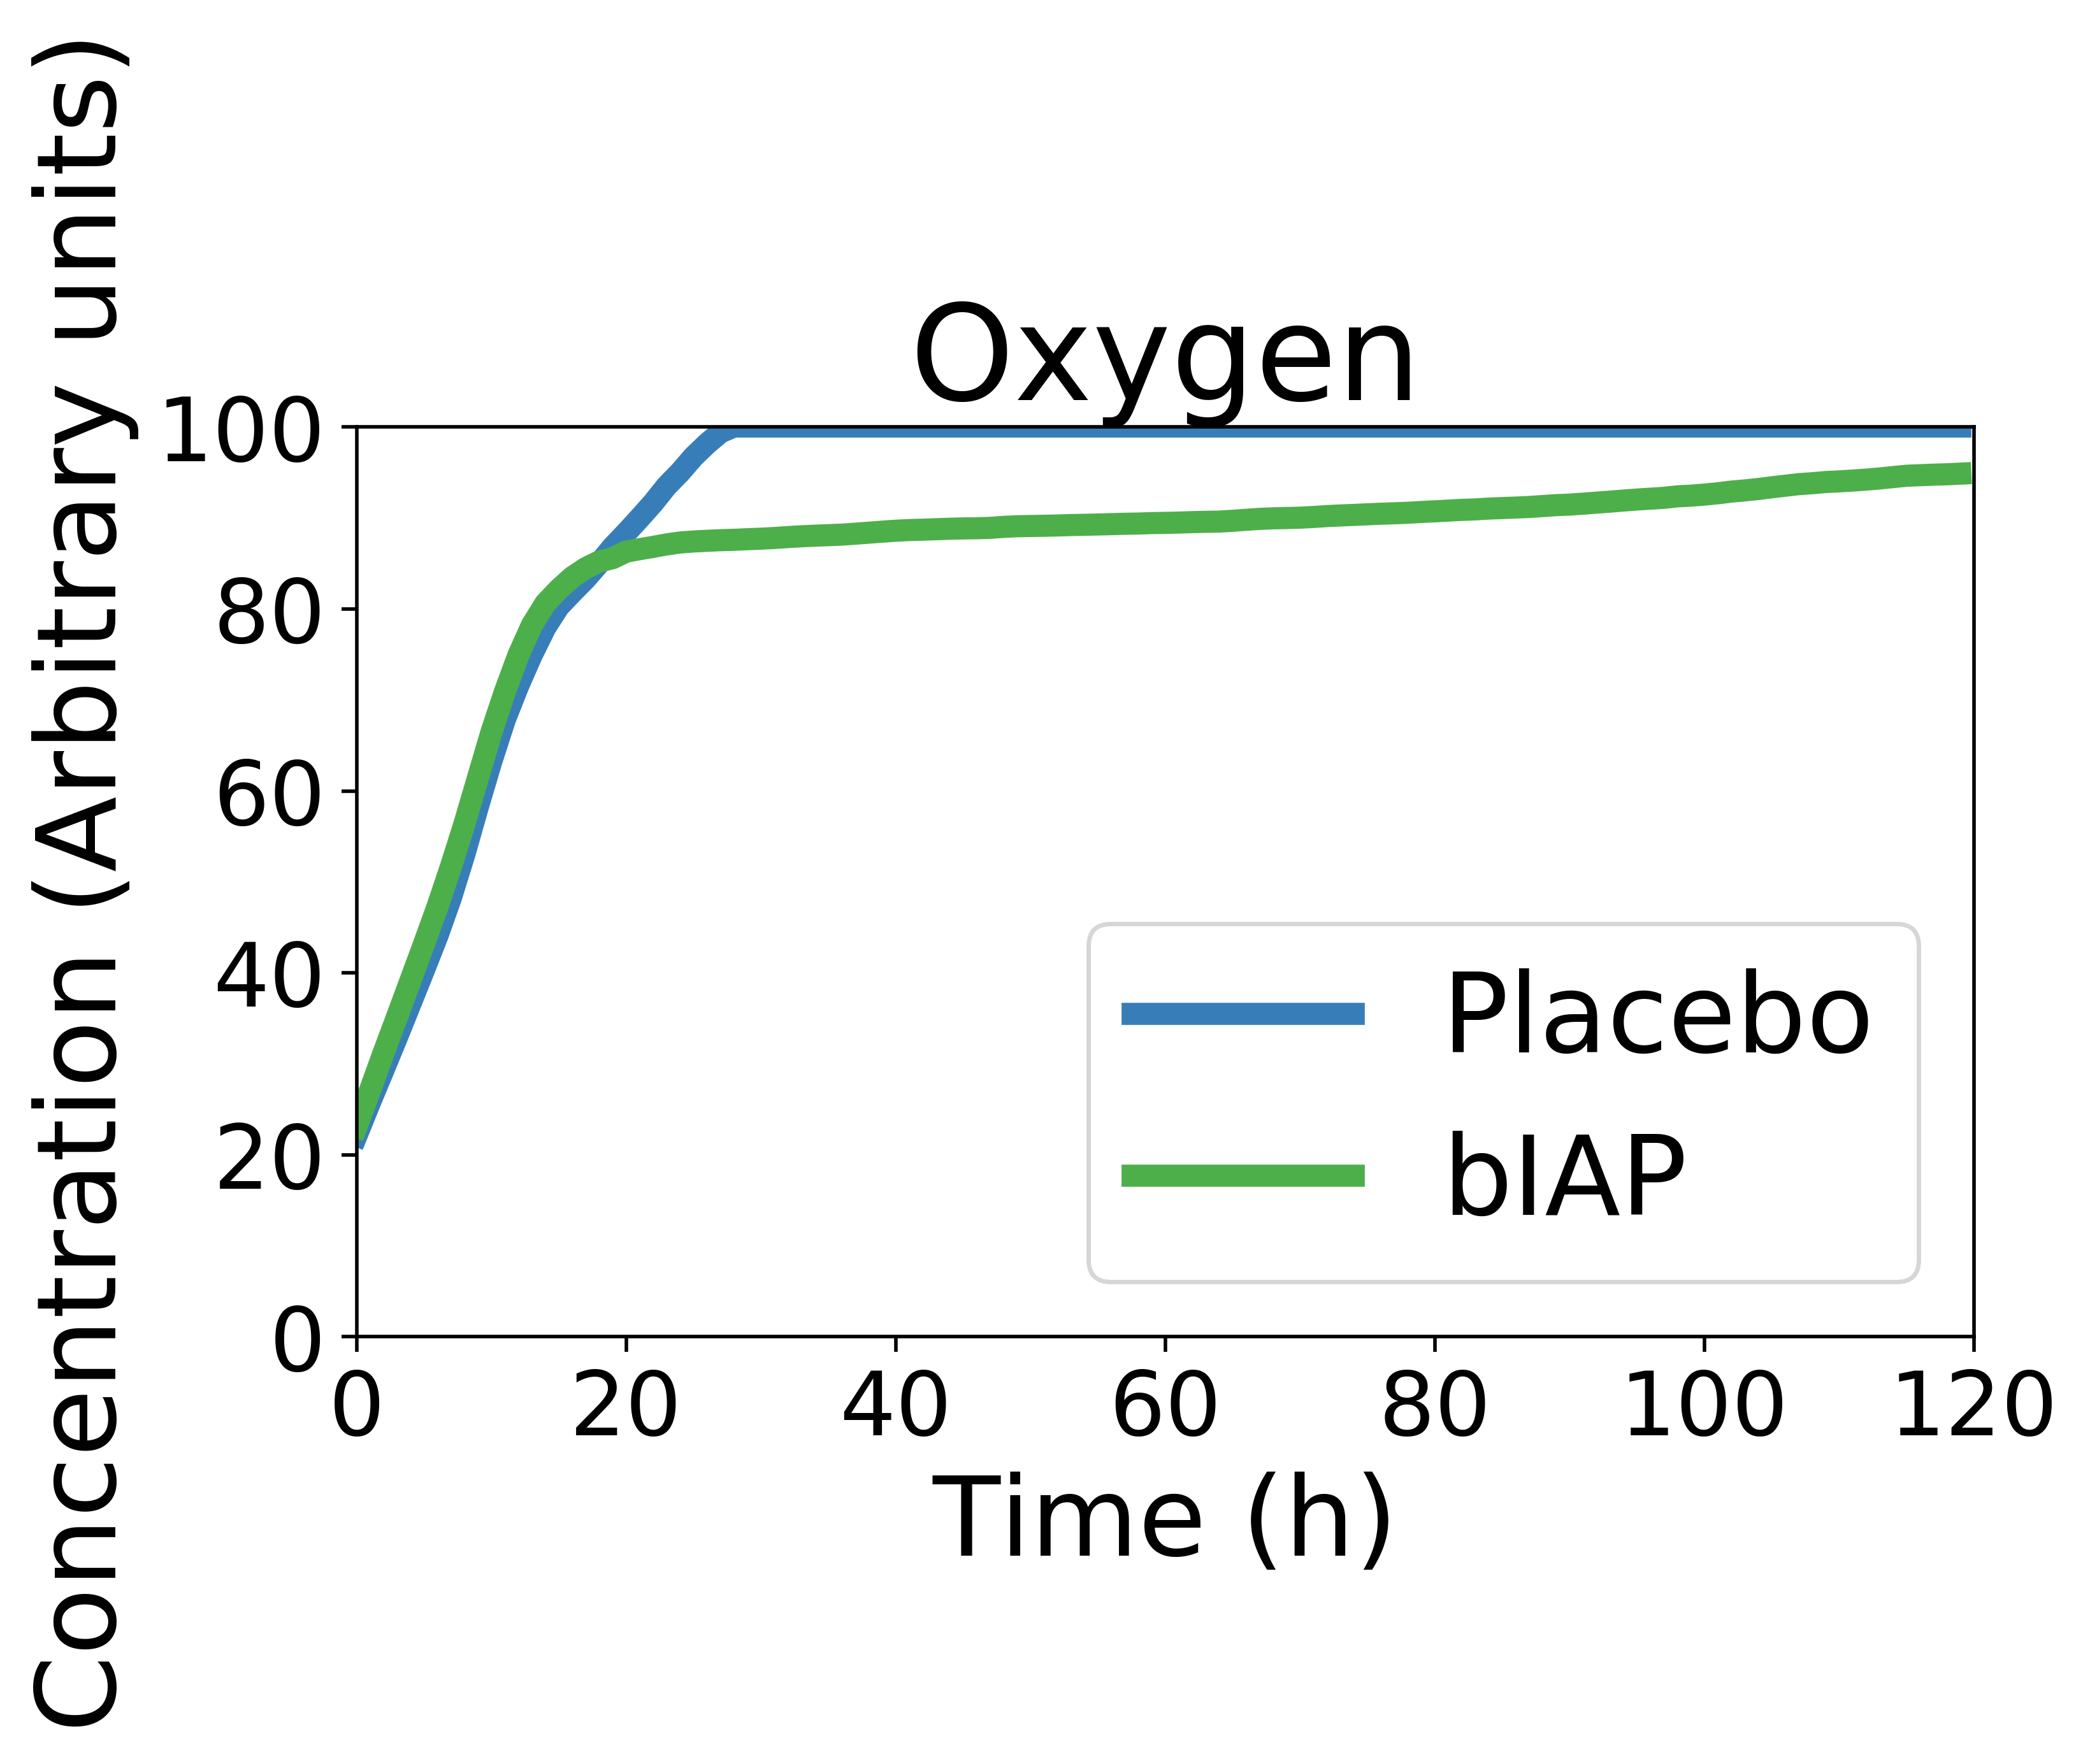 Oxygen
Concentration (Arbitrary units)
100
80
60
40
20
0
0 20 40 60 80 100 120
Time (h)
Placebo
bIAP